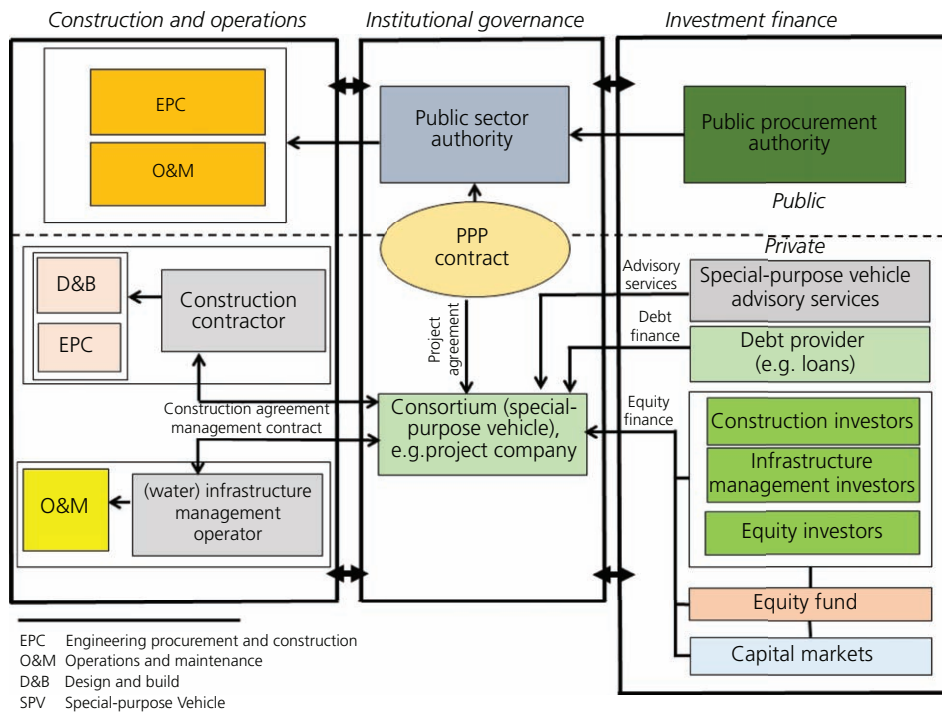 Construction and operations
Institutional governance
Investment finance
EPC
O&M
Public sector
authority
Public procurement
authority
Public
PPP
contract
Private
D&B
EPC
Construction
contractor
Project
agreement
Advisory
services
Special-purpose vehicle
advisory services
Debt
finance
Debt provider
(e.g. loans)
Construction agreement
management contract
Consortium (special-
purpose vehicle),
e.g.project company
Equity
finance
Construction investors
Infrastructure
management investors
Equity investors
O&M
(water) infrastructure
management
operator
Equity fund
Capital markets
EPC Engineering procurement and construction
O&M Operations and maintenance
D&B Design and build
SPV Special-purpose Vehicle